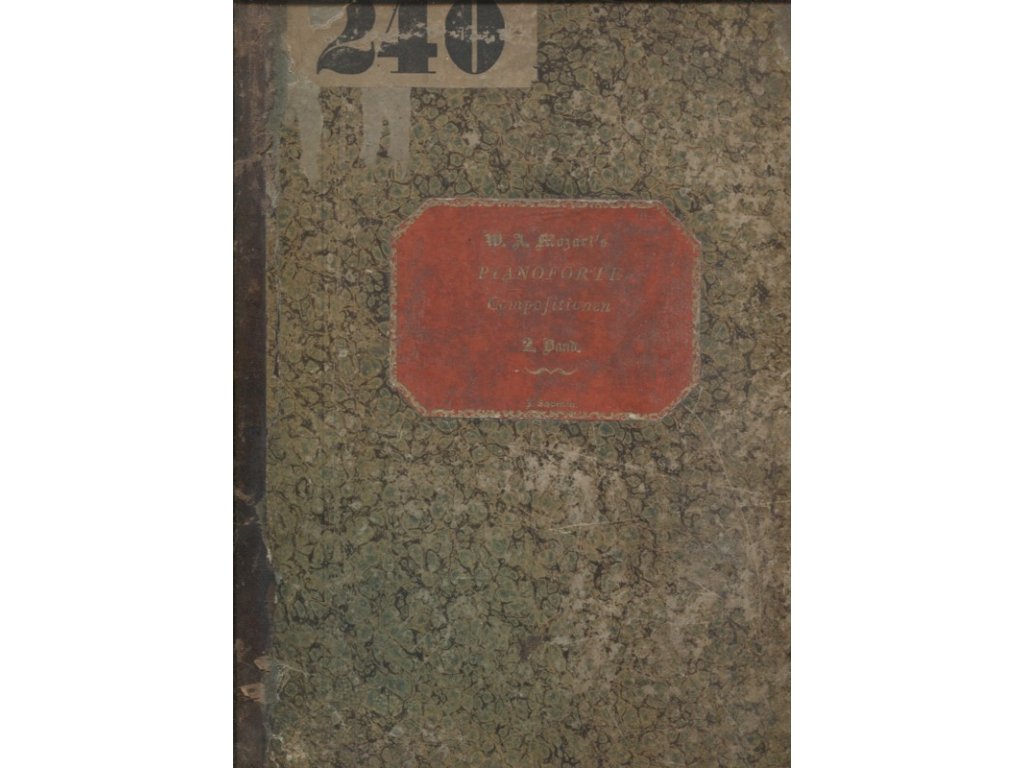 240
W. A. Mozart's
PIANOFORTE
Compositionen
2. Band.